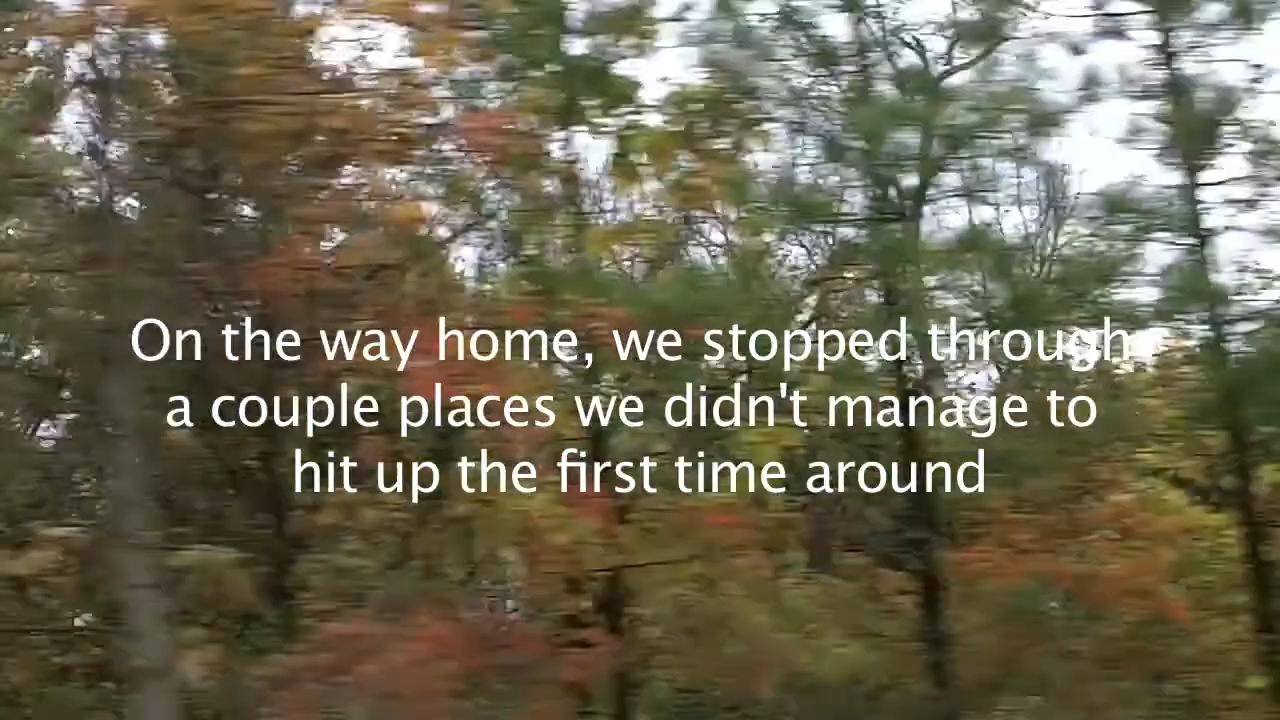 On the way home, we stopped through
a couple places we didn't manage to
hit up the first time around